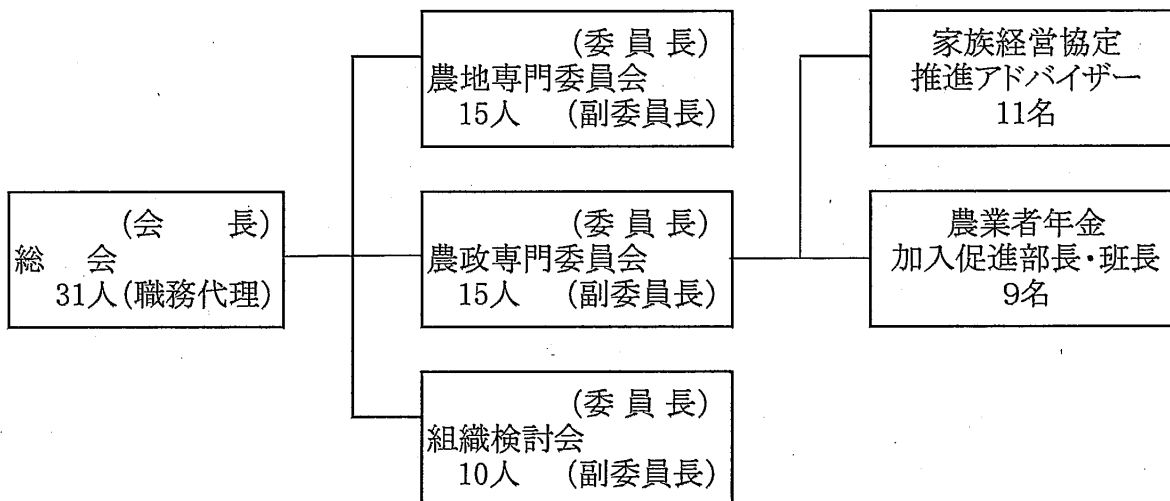 (会　　長)
総　会
31人(職務代理)
(委 員 長)
農地専門委員会
15人　(副委員長)
(委 員 長)
農政専門委員会
15人　(副委員長)
(委 員 長)
組織検討会
10人　(副委員長)
家族経営協定
推進アドバイザー
11名
農業者年金
加入促進部長・班長
9名